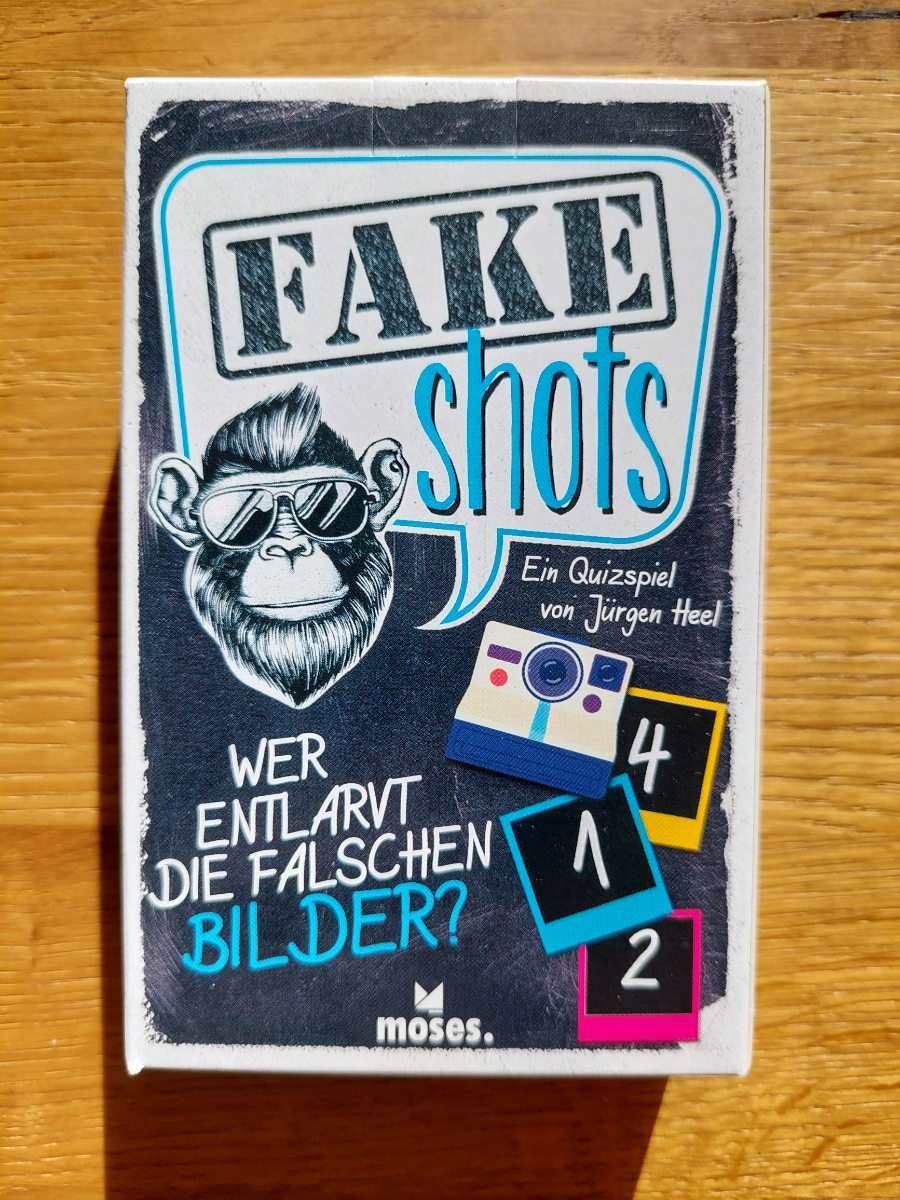 FAKE
shots
Ein Quizspiel
von Jürgen Heel
WER
ENTLARVT
DIE FALSCHEN
BILDER?
4
1
2
moses.